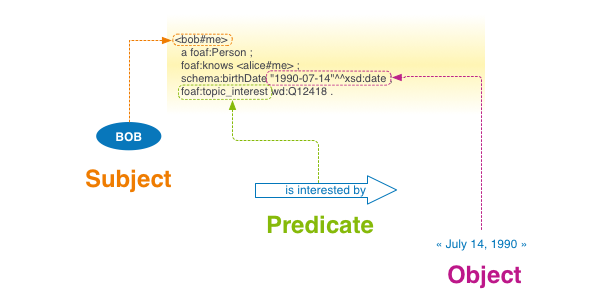 <bob#me>
a foaf:Person ;
foaf:knows <alice#me> ;
schema:birthDate "1990-07-14"^^xsd:date ;
foaf:topic_interest wd:Q12418 .
BOB
Subject
is interested by
Predicate
« July 14, 1990 »
Object